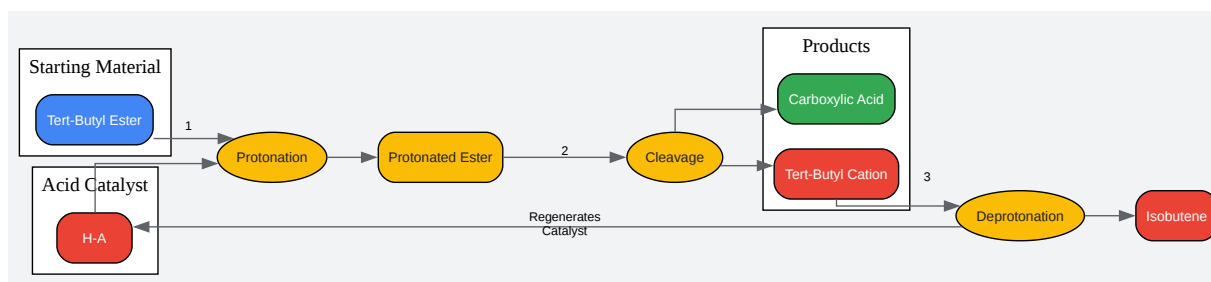 Starting Material
Tert-Butyl Ester
1
Acid Catalyst
H-A
Protonation
Protonated Ester
2
Cleavage
Products
Carboxylic Acid
Tert-Butyl Cation
3
Deprotonation
Isobutene
Regenerates
Catalyst